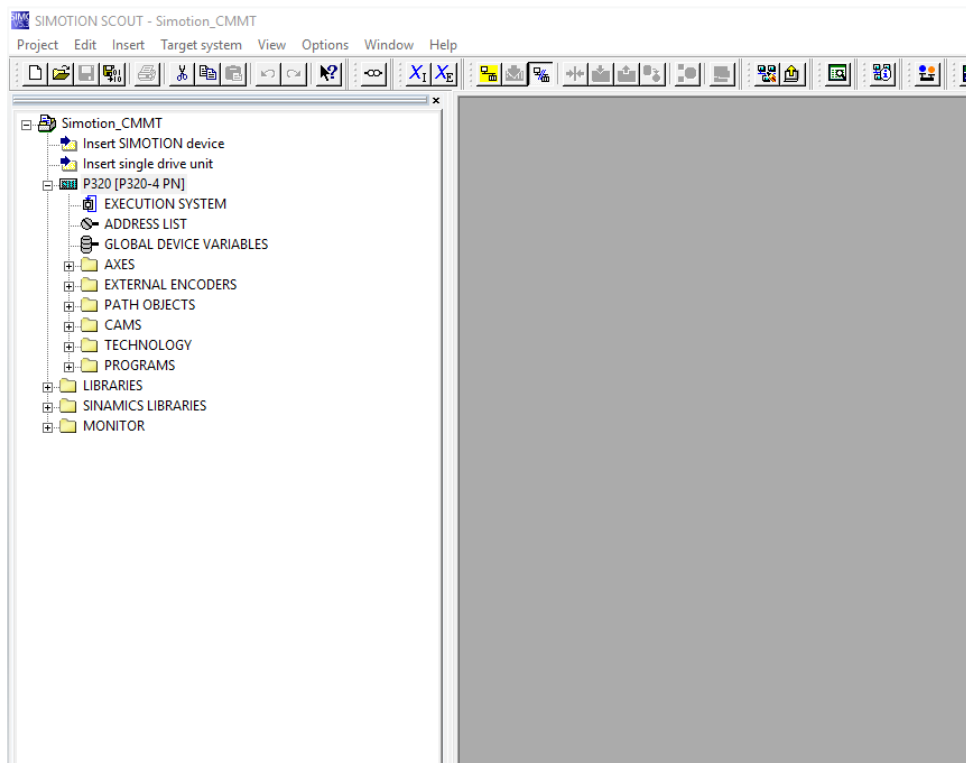 SIMOTION SCOUT - Simotion_CMMT
Project Edit Insert Target system View Options Window Help
Simotion_CMMT
Insert SIMOTION device
Insert single drive unit
P320 [P320-4 PN]
EXECUTION SYSTEM
ADDRESS LIST
GLOBAL DEVICE VARIABLES
AXES
EXTERNAL ENCODERS
PATH OBJECTS
CAMS
TECHNOLOGY
PROGRAMS
LIBRARIES
SINAMICS LIBRARIES
MONITOR